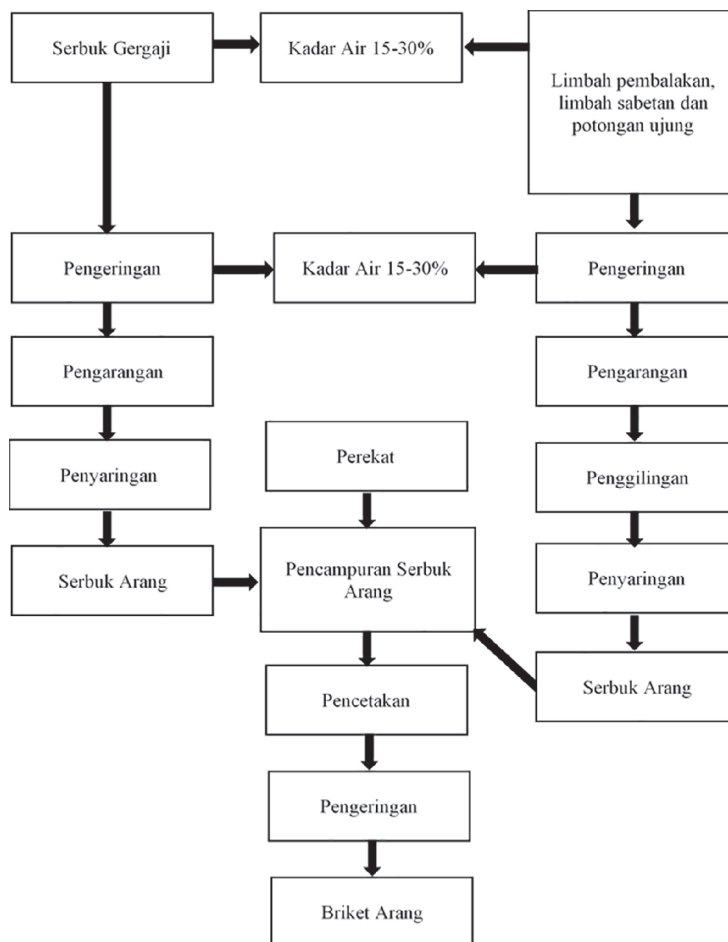 Serbuk Gergaji
Kadar Air 15-30%
Limbah pembalakan,
limbah sabetan dan
potongan ujung
Pengeringan
Kadar Air 15-30%
Pengeringan
Pengarangan
Pengarangan
Perekat
Penyaringan
Penggilingan
Serbuk Arang
Pencampuran Serbuk
Arang
Penyaringan
Pencetakan
Serbuk Arang
Pengeringan
Briket Arang